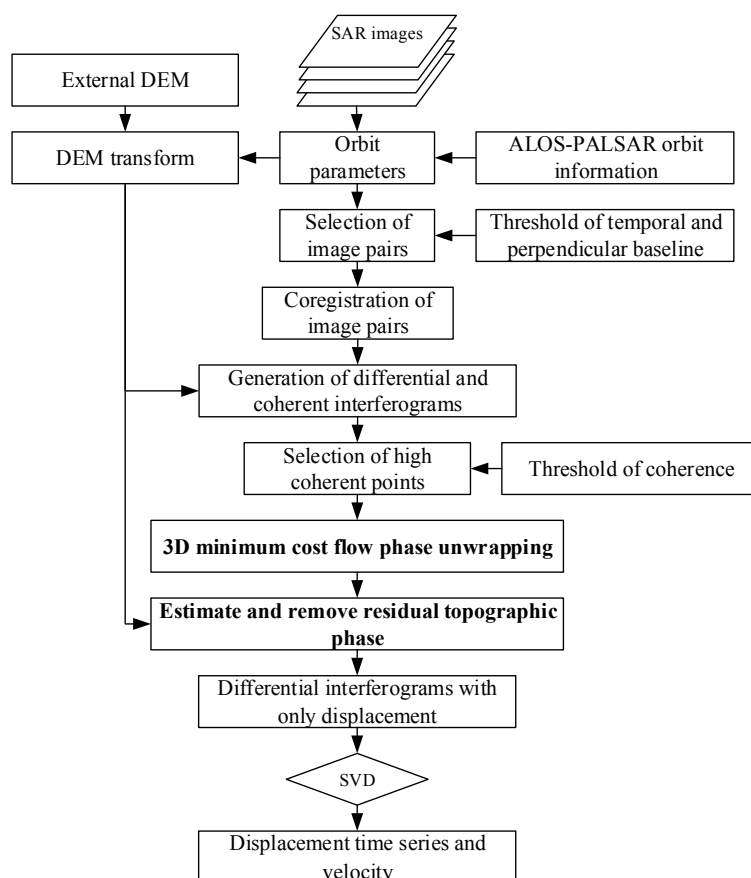 SAR images
External DEM
DEM transform
Orbit
parameters
ALOS-PALSAR orbit
information
Selection of
image pairs
Threshold of temporal and
perpendicular baseline
Coregistration of
image pairs
Generation of differential and
coherent interferograms
Selection of high
coherent points
Threshold of coherence
3D minimum cost flow phase unwrapping
Estimate and remove residual topographic
phase
Differential interferograms with
only displacement
SVD
Displacement time series and
velocity